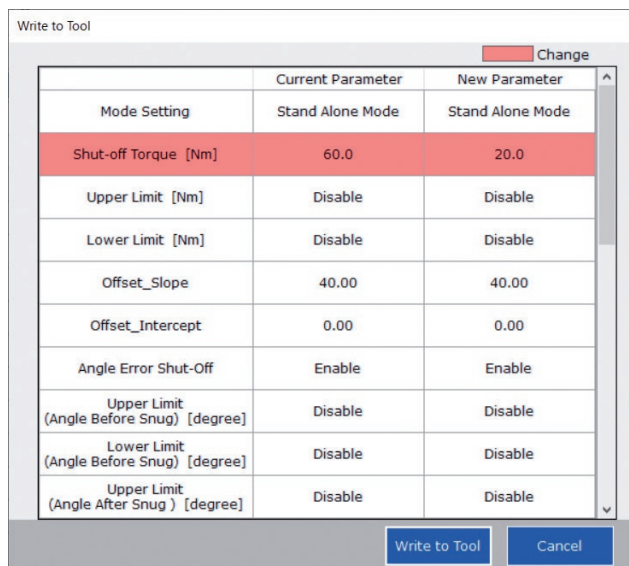 Write to Tool
Change
Current Parameter New Parameter
Mode Setting Stand Alone Mode Stand Alone Mode
Shut-off Torque [Nm] 60.0 20.0
Upper Limit [Nm] Disable Disable
Lower Limit [Nm] Disable Disable
Offset_Slope 40.00 40.00
Offset_Intercept 0.00 0.00
Angle Error Shut-Off Enable Enable
Upper Limit
(Angle Before Snug) [degree] Disable Disable
Lower Limit
(Angle Before Snug) [degree] Disable Disable
Upper Limit
(Angle After Snug ) [degree] Disable Disable
Write to Tool Cancel